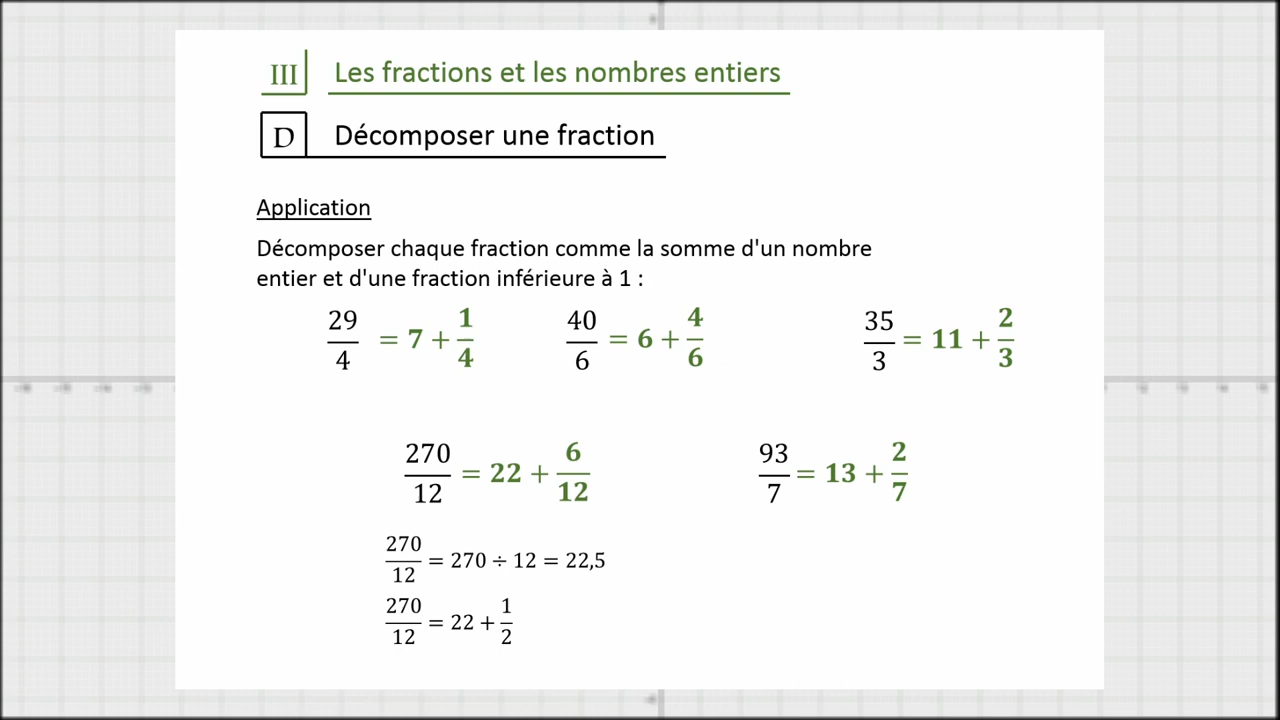 III Les fractions et les nombres entiers
D Décomposer une fraction
Application
Décomposer chaque fraction comme la somme d'un nombre
entier et d'une fraction inférieure à 1 :
29/4 = 7 + 1/4 40/6 = 6 + 4/6 35/3 = 11 + 2/3
270/12 = 22 + 6/12 93/7 = 13 + 2/7
270/12 = 270 ÷ 12 = 22,5
270/12 = 22 + 1/2